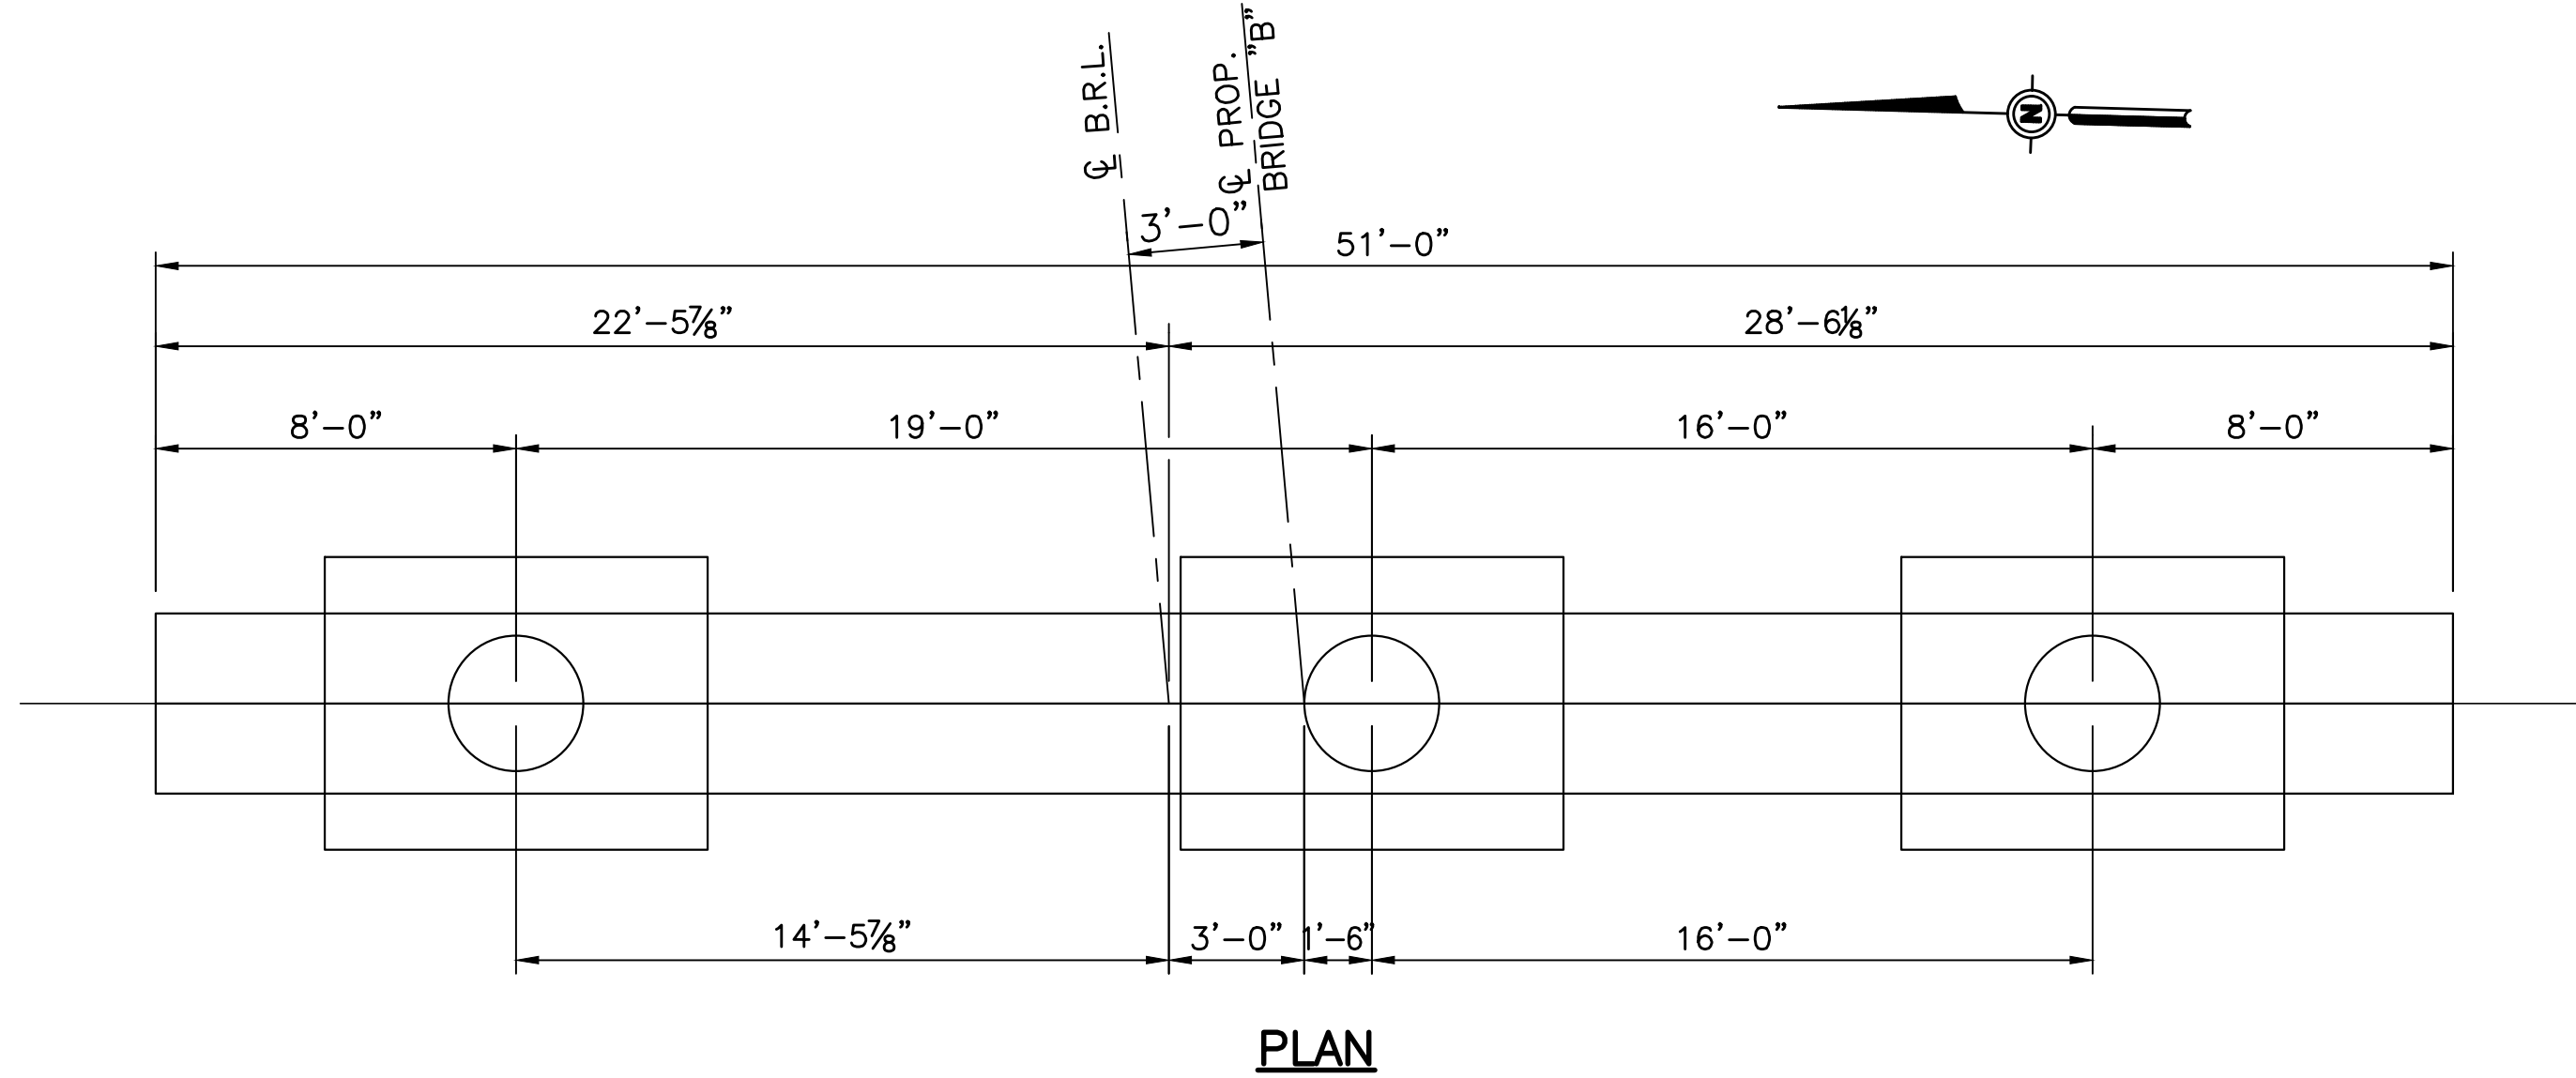 ℄ B.R.L.
℄ PROP.
BRIDGE "B"
N
3'-0"
51'-0"
22'-5⅞"
28'-6⅛"
8'-0"
19'-0"
16'-0"
8'-0"
14'-5⅞"
3'-0"
1'-6"
16'-0"
PLAN